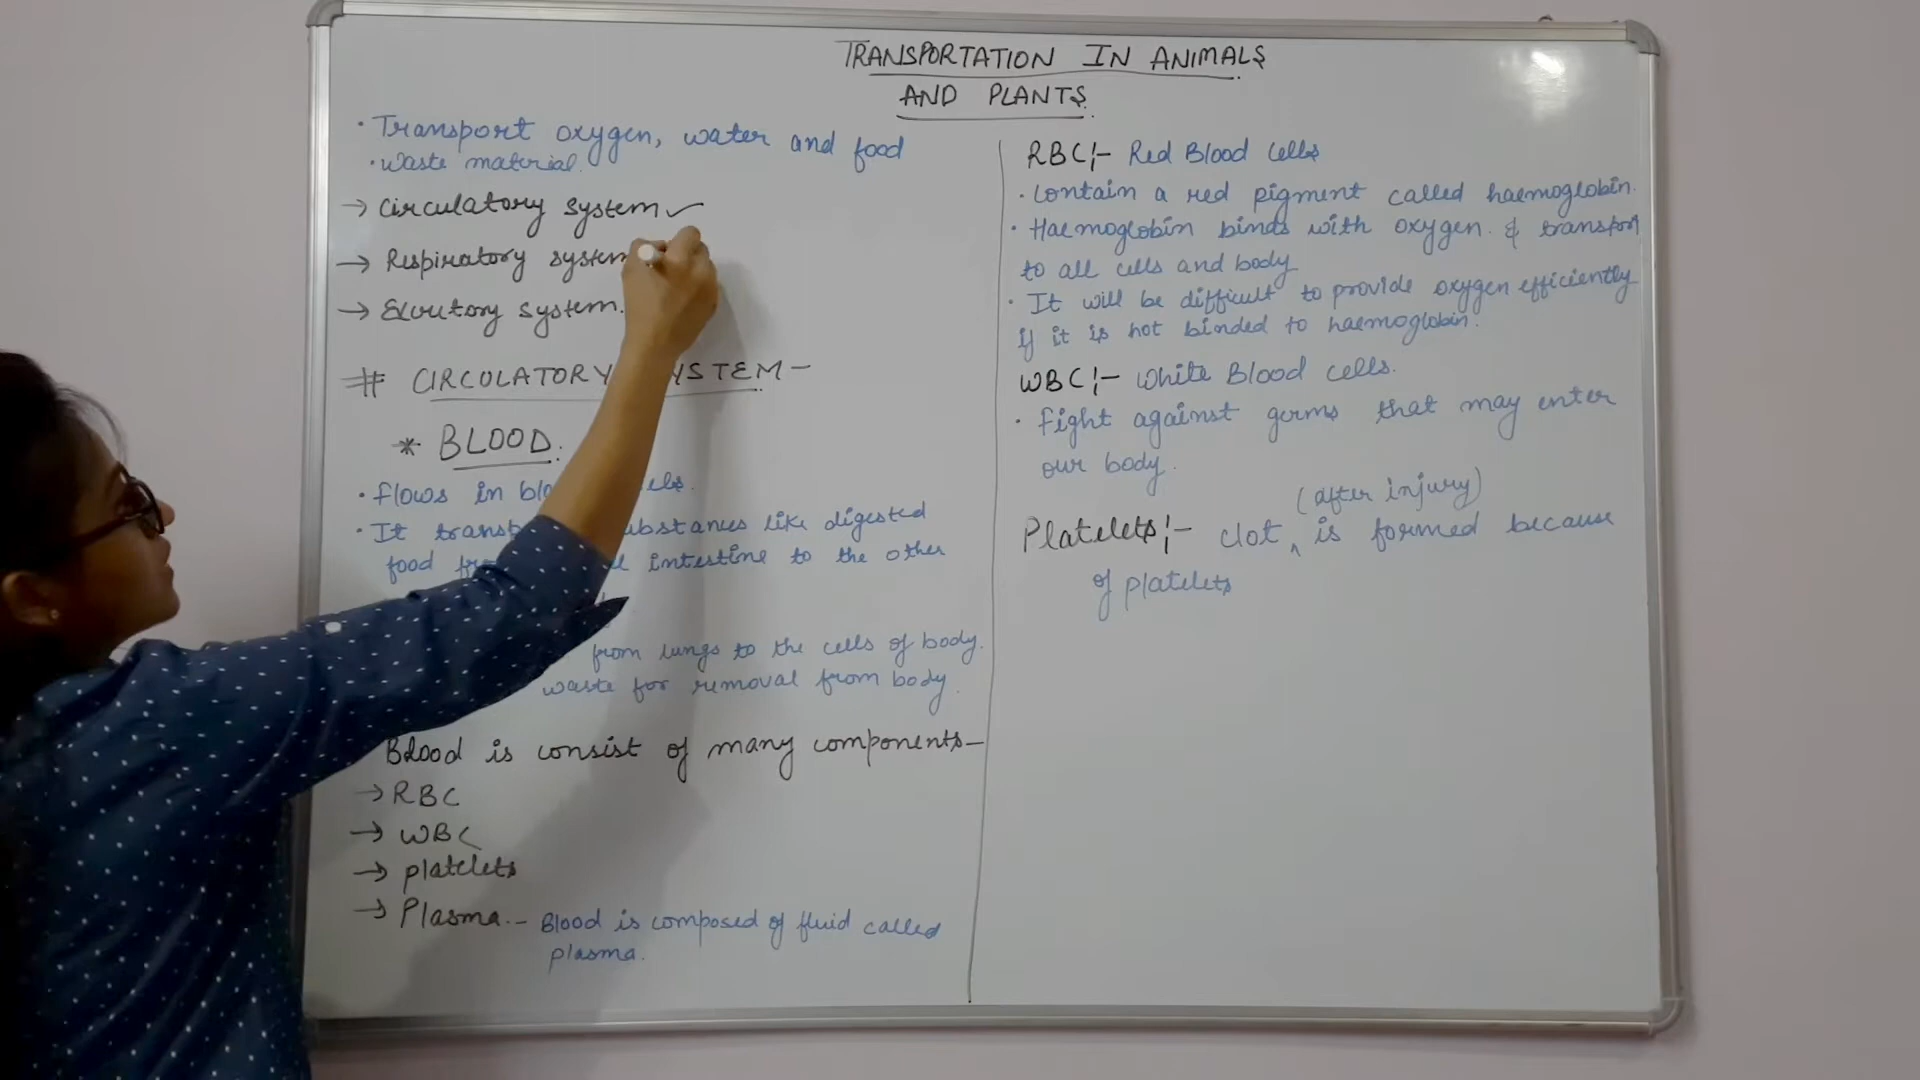 TRANSPORTATION IN ANIMALS
AND PLANTS.
• Transport oxygen, water and food
• Waste material.
→ Circulatory system ✓
→ Respiratory system
→ Excretory system.
# CIRCULATORY SYSTEM -
* BLOOD.
• flows in
• It substances like digested
food intestine to the other
from lungs to the cells of body.
waste for removal from body.
Blood is consist of many components -
→ RBC
→ WBC
→ platelets
→ Plasma. - Blood is composed of fluid called
plasma.
RBC:- Red Blood Cells
• Contain a red pigment called haemoglobin.
• Haemoglobin binds with oxygen. & transport
to all cells and body
• It will be difficult to provide oxygen efficiently
if it is not binded to haemoglobin.
WBC:- White Blood cells.
• fight against germs that may enter
our body.
(after injury)
Platelets:- clot ^ is formed because
of platelets